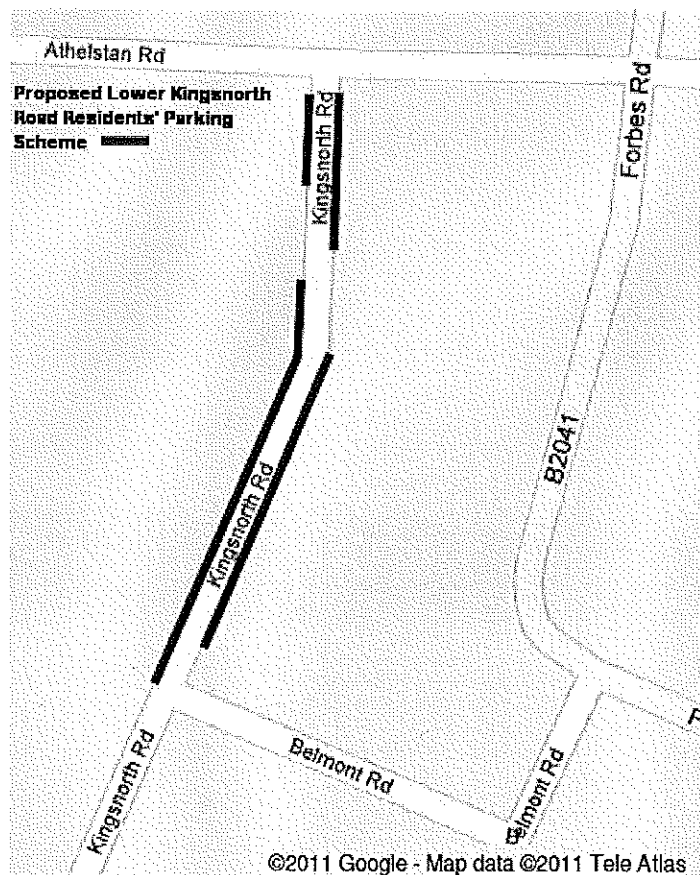 Athelstan Rd
Proposed Lower Kingsnorth
Road Residents' Parking
Scheme
Kingsnorth Rd
Forbes Rd
B2041
Kingsnorth Rd
Kingsnorth Rd
Belmont Rd
Belmont Rd
F
©2011 Google - Map data ©2011 Tele Atlas